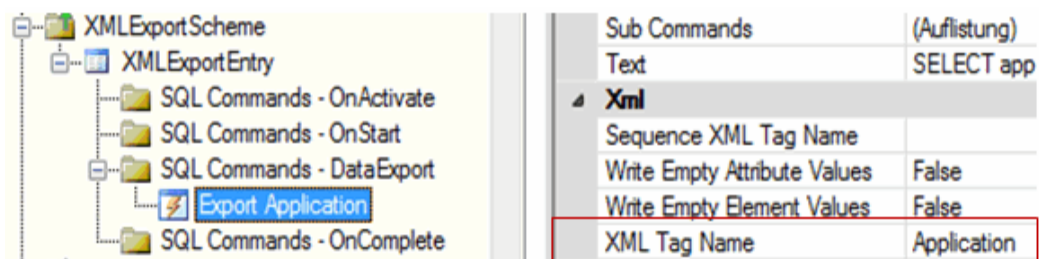 XMLExportScheme
XMLExportEntry
SQL Commands - OnActivate
SQL Commands - OnStart
SQL Commands - DataExport
Export Application
SQL Commands - OnComplete
Sub Commands (Auflistung)
Text SELECT app
Xml
Sequence XML Tag Name
Write Empty Attribute Values False
Write Empty Element Values False
XML Tag Name Application